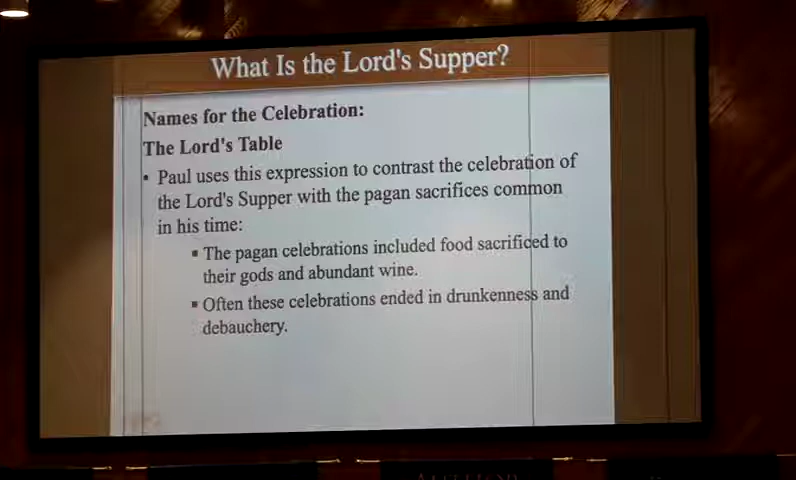 What Is the Lord's Supper?
Names for the Celebration:
The Lord's Table
• Paul uses this expression to contrast the celebration of
the Lord's Supper with the pagan sacrifices common
in his time:
▪ The pagan celebrations included food sacrificed to
their gods and abundant wine.
▪ Often these celebrations ended in drunkenness and
debauchery.